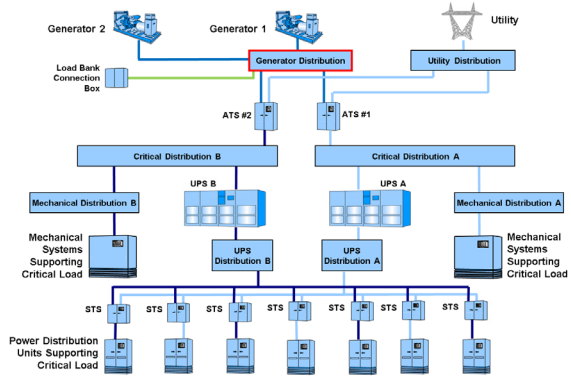 Generator 2
Generator 1
Utility
Generator Distribution
Utility Distribution
Load Bank
Connection
Box
ATS #2
ATS #1
Critical Distribution B
Critical Distribution A
UPS B
UPS A
Mechanical Distribution B
Mechanical Distribution A
Mechanical
Systems
Supporting
Critical Load
UPS
Distribution B
UPS
Distribution A
Mechanical
Systems
Supporting
Critical Load
STS
STS
STS
STS
STS
STS
STS
Power Distribution
Units Supporting
Critical Load